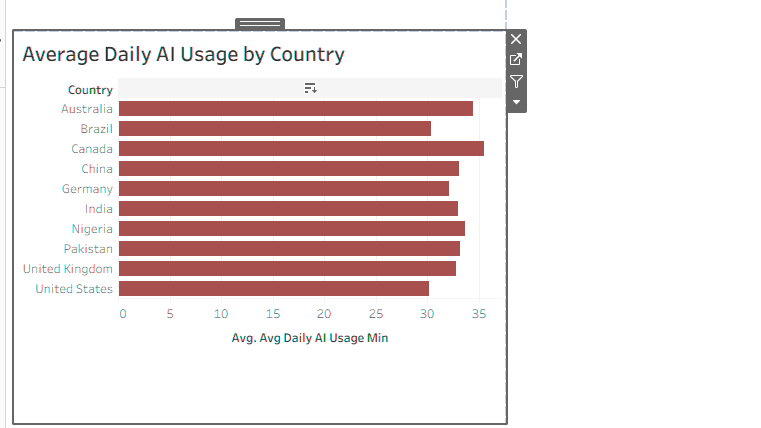 Average Daily AI Usage by Country
Country
Australia
Brazil
Canada
China
Germany
India
Nigeria
Pakistan
United Kingdom
United States
0 5 10 15 20 25 30 35
Avg. Avg Daily AI Usage Min